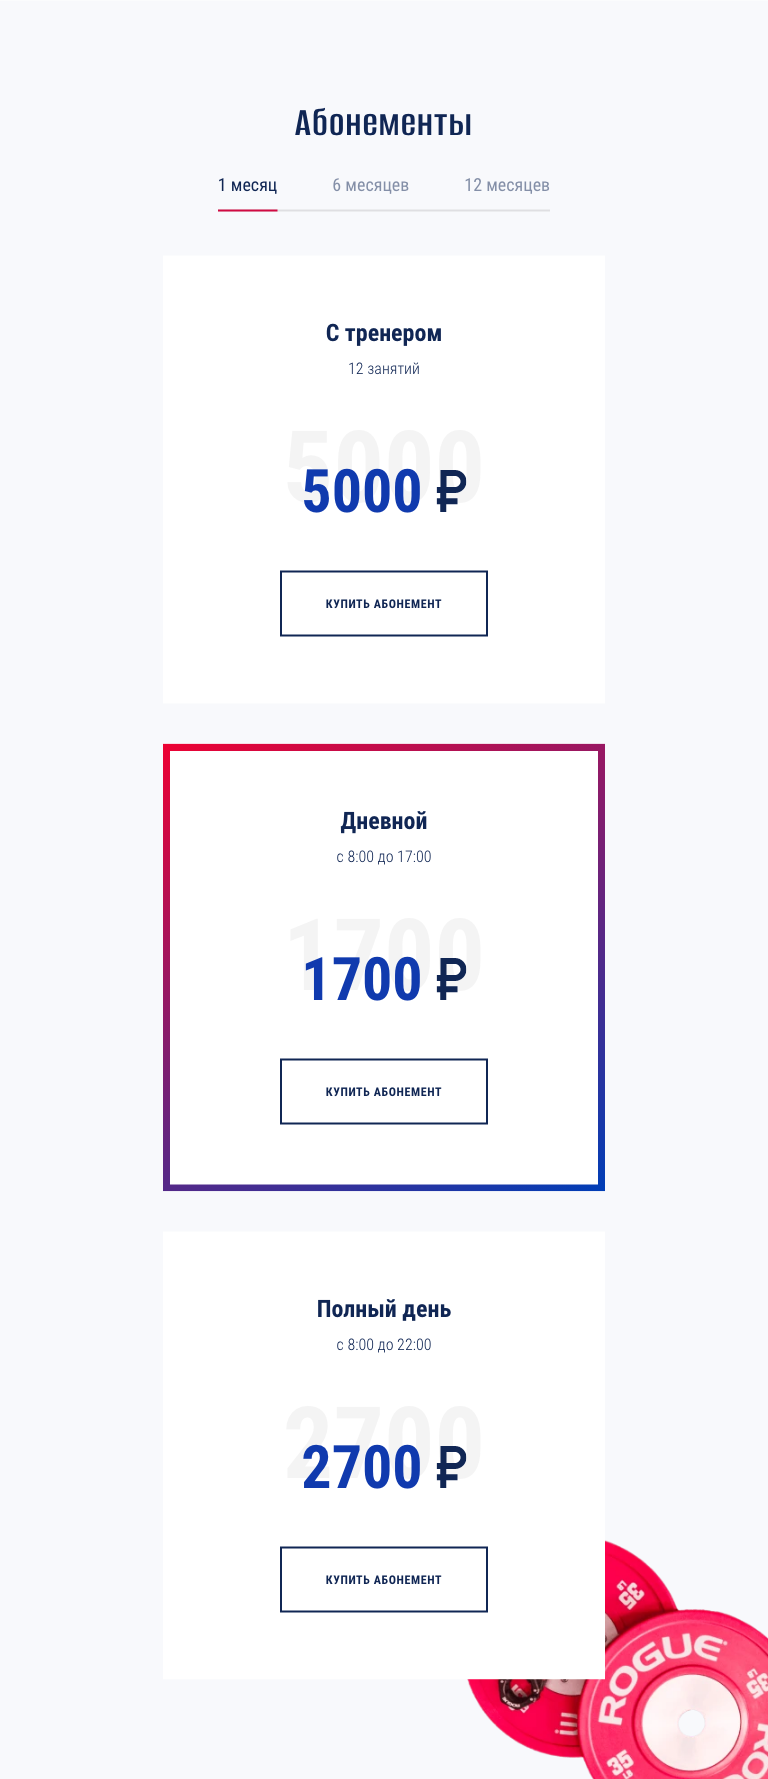 Абонементы
1 месяц 6 месяцев 12 месяцев
С тренером
12 занятий
5000
5000 ₽
КУПИТЬ АБОНЕМЕНТ
Дневной
с 8:00 до 17:00
1700
1700 ₽
КУПИТЬ АБОНЕМЕНТ
Полный день
с 8:00 до 22:00
2700
2700 ₽
КУПИТЬ АБОНЕМЕНТ
35
ROGUE
35
35